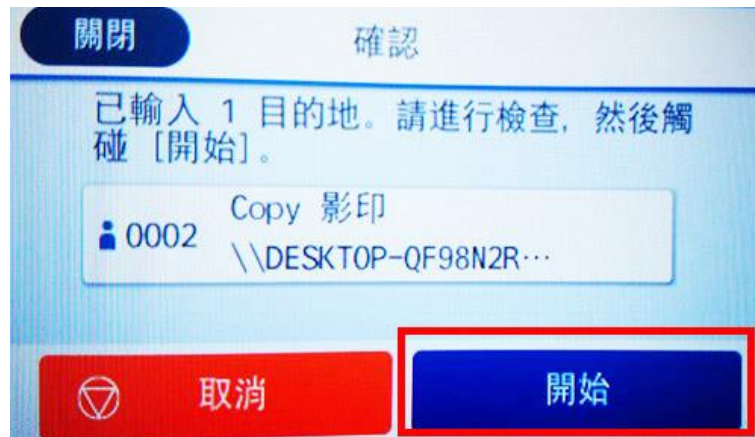 關閉
確認
已輸入 1 目的地。請進行檢查, 然後觸
碰 [開始]。
0002
Copy 影印
\\DESKTOP-QF98N2R…
取消
開始